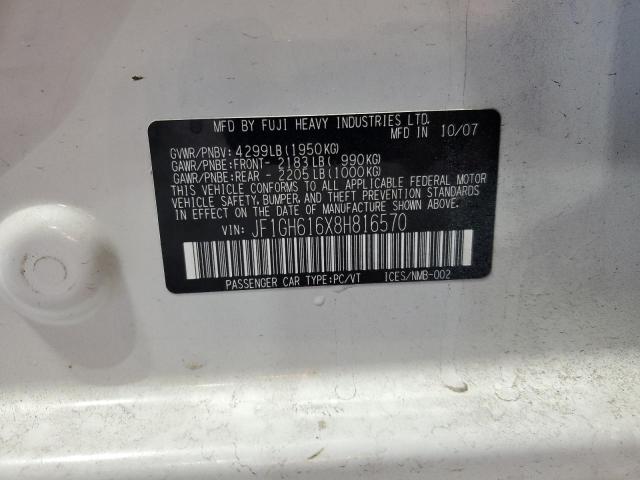 MFD BY FUJI HEAVY INDUSTRIES LTD.
MFD IN 10/07
GVWR/PNBV: 4299LB(1950KG)
GAWR/PNBE:FRONT- 2183LB( 990KG)
GAWR/PNBE:REAR - 2205LB(1000KG)
THIS VEHICLE CONFORMS TO ALL APPLICABLE FEDERAL MOTOR
VEHICLE SAFETY, BUMPER, AND THEFT PREVENTION STANDARDS
IN EFFECT ON THE DATE OF MANUFACTURE SHOWN ABOVE.
VIN: JF1GH616X8H816570
PASSENGER CAR TYPE:PC/VT ICES/NMB-002